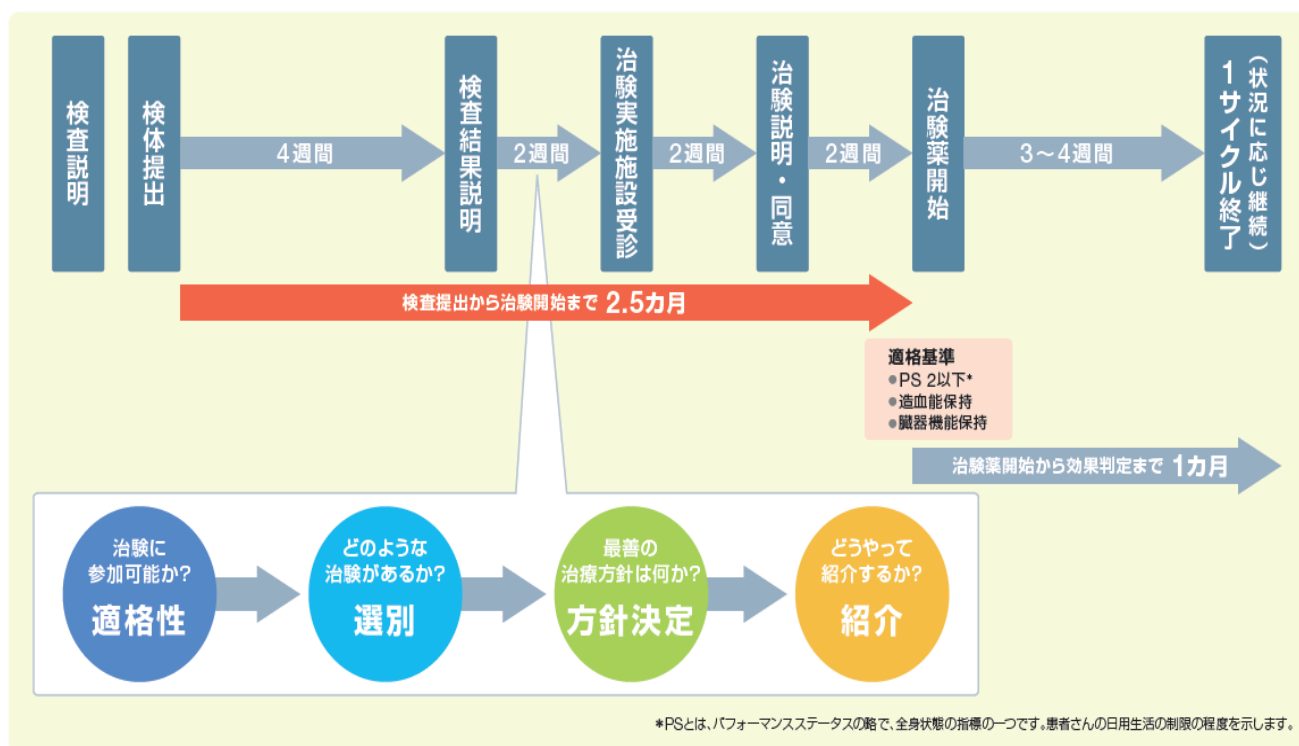 検査説明
検体提出
4週間
検査結果説明
2週間
治験実施施設受診
2週間
治験説明・同意
2週間
治験薬開始
3〜4週間
1サイクル終了
（状況に応じ継続）
検査提出から治験開始まで 2.5カ月
適格基準
●PS 2以下*
●造血能保持
●臓器機能保持
治験薬開始から効果判定まで 1カ月
治験に
参加可能か?
適格性
どのような
治験があるか?
選別
最善の
治療方針は何か?
方針決定
どうやって
紹介するか?
紹介
*PSとは、パフォーマンスステータスの略で、全身状態の指標の一つです。患者さんの日用生活の制限の程度を示します。